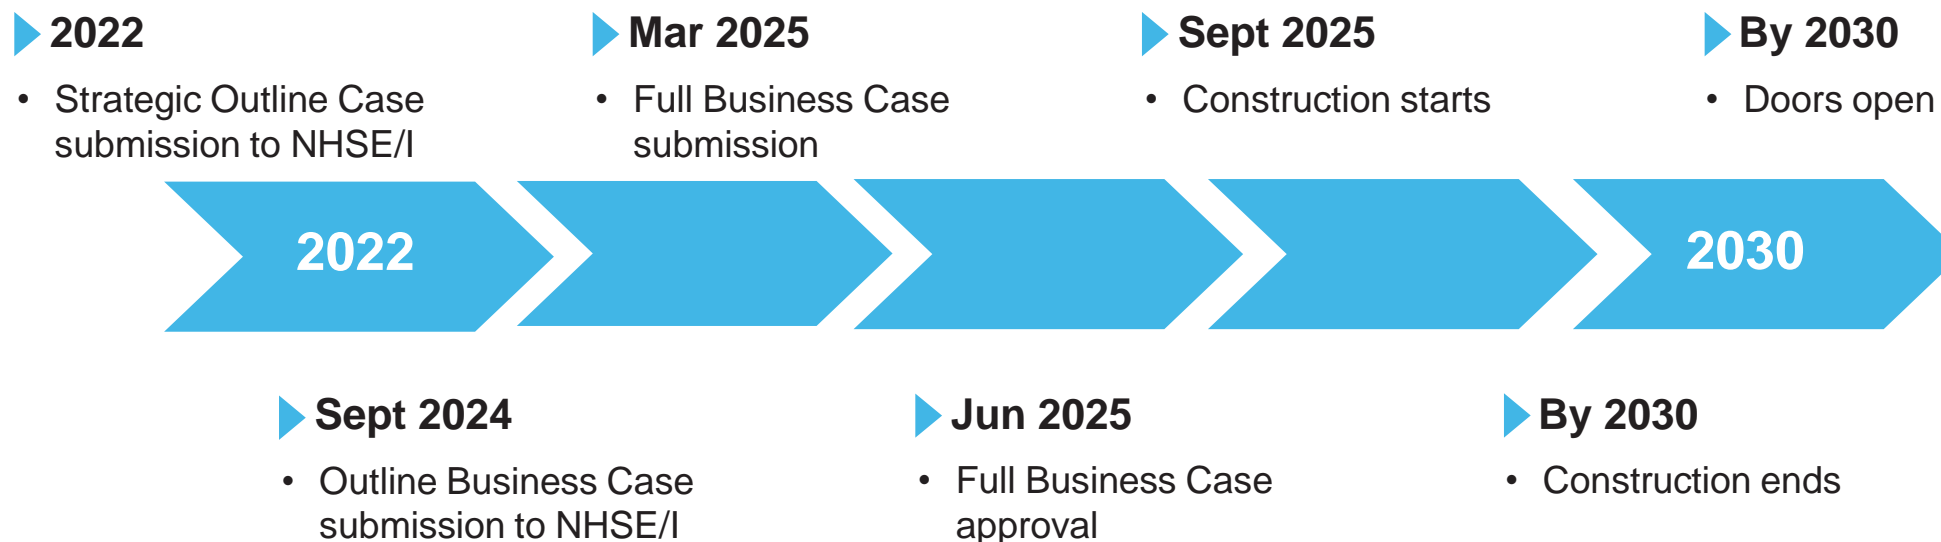 2022
• Strategic Outline Case
submission to NHSE/I
Mar 2025
• Full Business Case
submission
Sept 2025
• Construction starts
By 2030
• Doors open
2022
2030
Sept 2024
• Outline Business Case
submission to NHSE/I
Jun 2025
• Full Business Case
approval
By 2030
• Construction ends